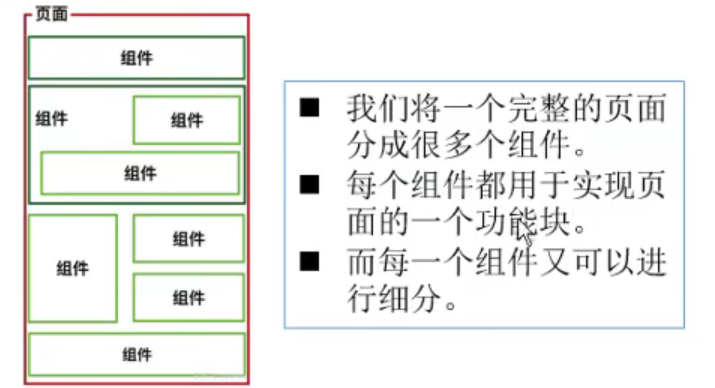 页面
组件
组件
组件
组件
组件
组件
组件
组件
■ 我们将一个完整的页面
分成很多个组件。
■ 每个组件都用于实现页
面的一个功能块。
■ 而每一个组件又可以进
行细分。